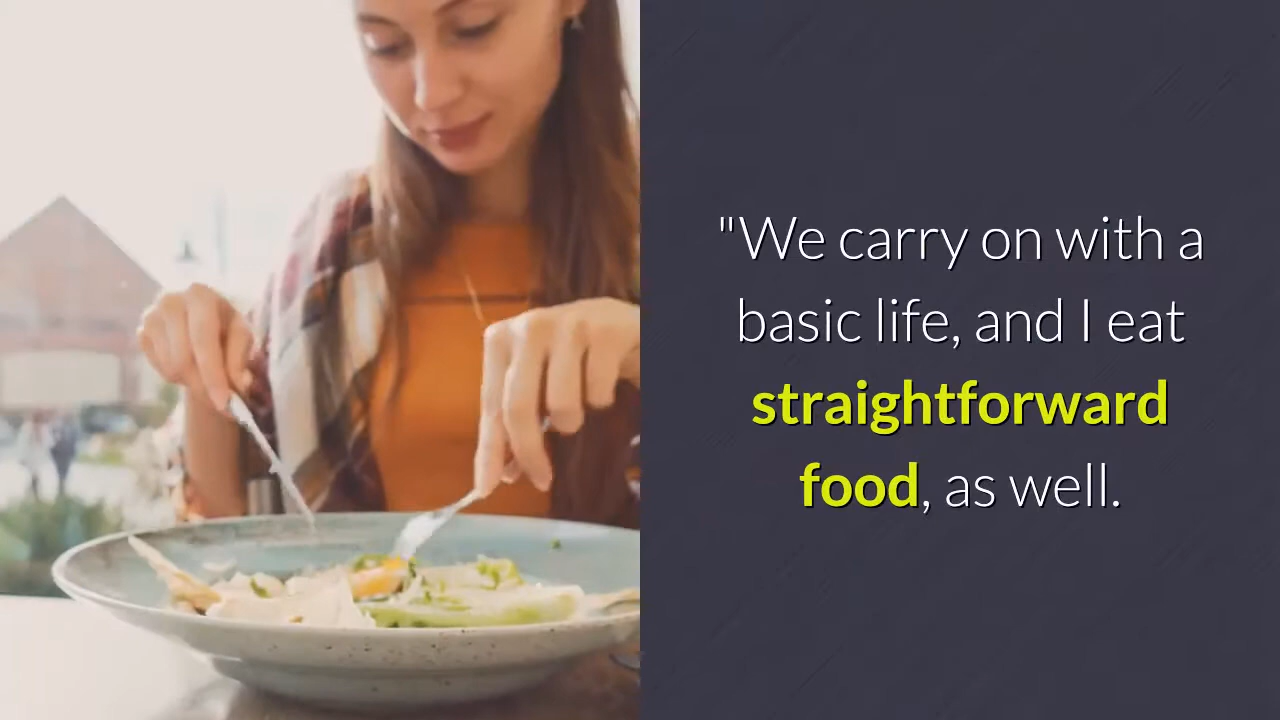 "We carry on with a
basic life, and I eat
straightforward
food, as well.